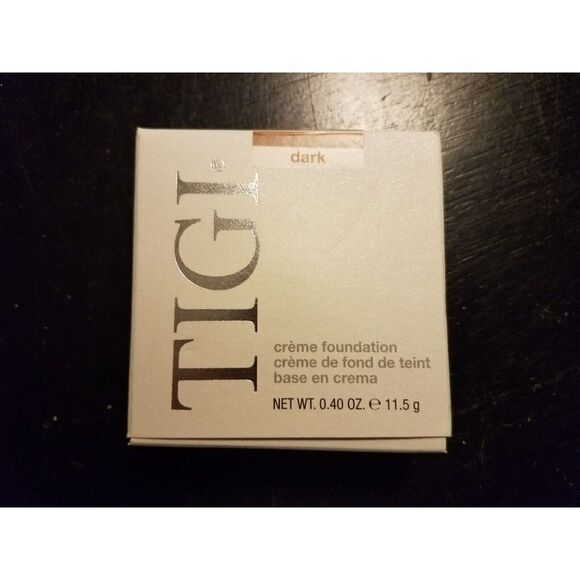 dark
TIGI®
crème foundation
crème de fond de teint
base en crema
NET WT. 0.40 OZ. ℮ 11.5 g